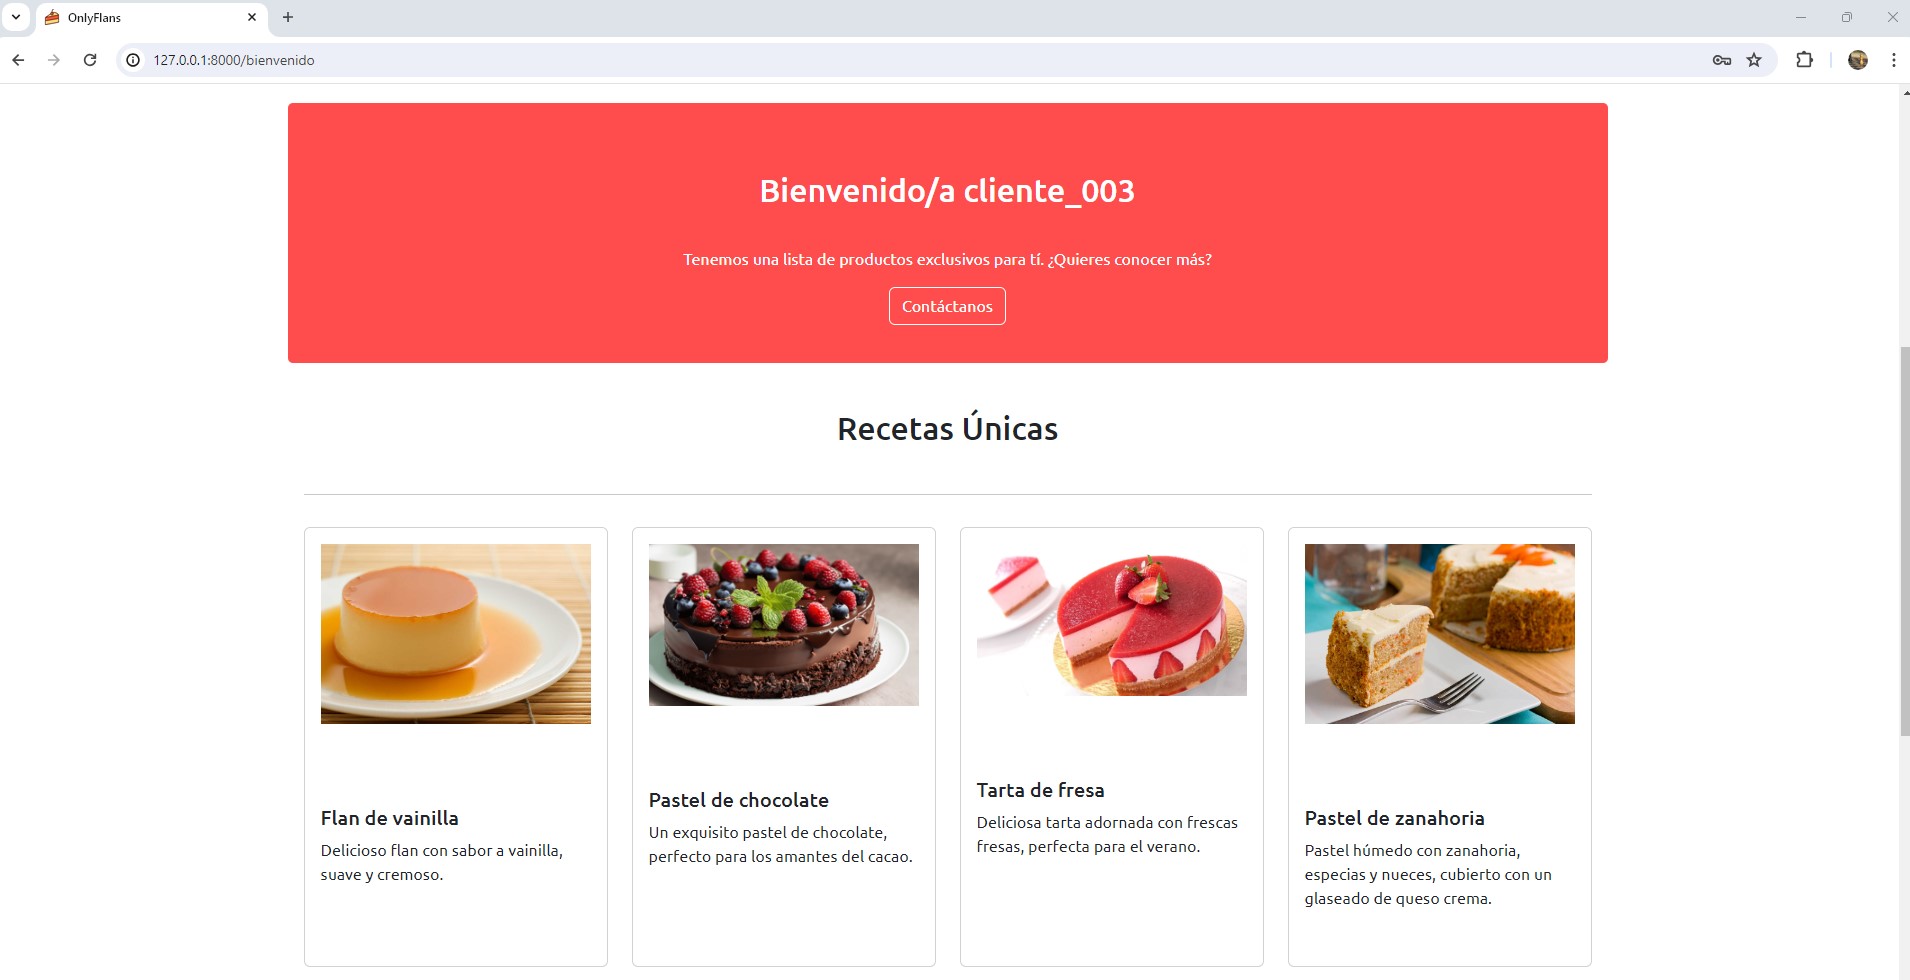 OnlyFlans
127.0.0.1:8000/bienvenido
Bienvenido/a cliente_003
Tenemos una lista de productos exclusivos para tí. ¿Quieres conocer más?
Contáctanos
Recetas Únicas
Flan de vainilla
Delicioso flan con sabor a vainilla,
suave y cremoso.
Pastel de chocolate
Un exquisito pastel de chocolate,
perfecto para los amantes del cacao.
Tarta de fresa
Deliciosa tarta adornada con frescas
fresas, perfecta para el verano.
Pastel de zanahoria
Pastel húmedo con zanahoria,
especias y nueces, cubierto con un
glaseado de queso crema.